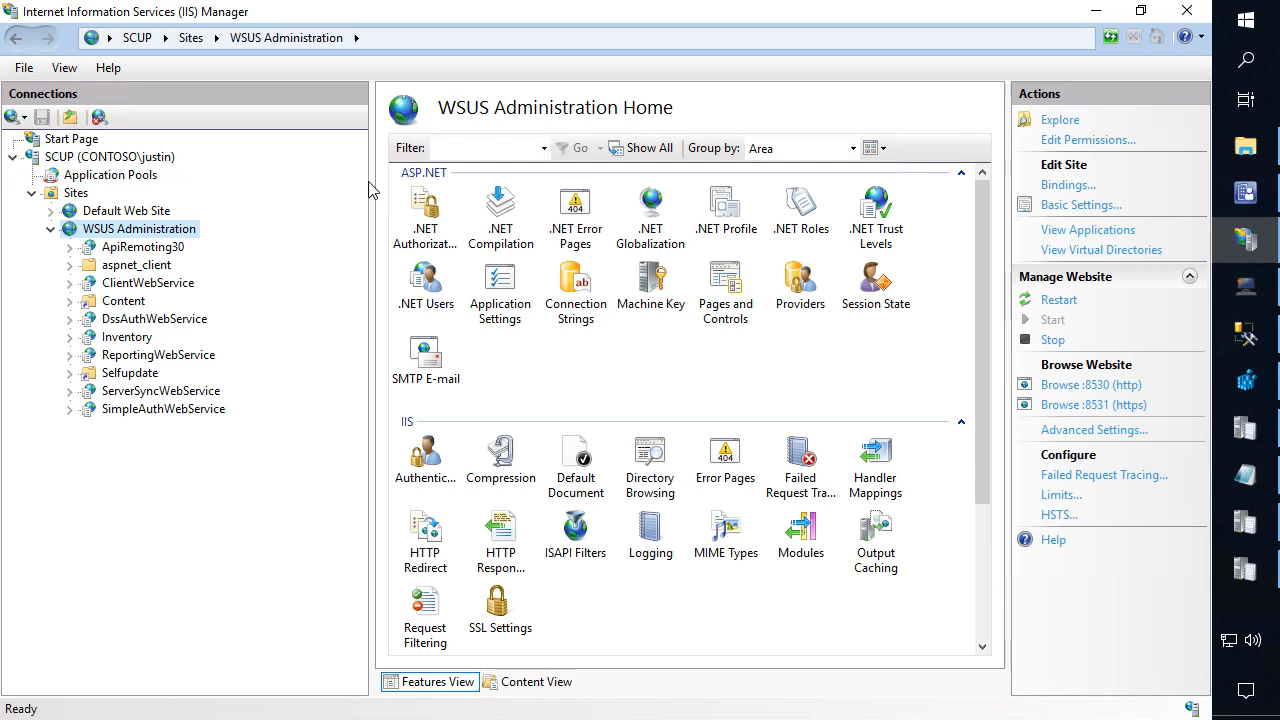 Internet Information Services (IIS) Manager
SCUP
Sites
WSUS Administration
File
View
Help
Connections
Start Page
SCUP (CONTOSO\justin)
Application Pools
Sites
Default Web Site
WSUS Administration
ApiRemoting30
aspnet_client
ClientWebService
Content
DssAuthWebService
Inventory
ReportingWebService
Selfupdate
ServerSyncWebService
SimpleAuthWebService
WSUS Administration Home
Filter:
Go
Show All
Group by:
Area
ASP.NET
.NET
Authorizat...
.NET
Compilation
.NET Error
Pages
.NET
Globalization
.NET Profile
.NET Roles
.NET Trust
Levels
.NET Users
Application
Settings
Connection
Strings
Machine Key
Pages and
Controls
Providers
Session State
SMTP E-mail
IIS
Authentic...
Compression
Default
Document
Directory
Browsing
Error Pages
Failed
Request Tra...
Handler
Mappings
HTTP
Redirect
HTTP
Respon...
ISAPI Filters
Logging
MIME Types
Modules
Output
Caching
Request
Filtering
SSL Settings
Features View
Content View
Actions
Explore
Edit Permissions...
Edit Site
Bindings...
Basic Settings...
View Applications
View Virtual Directories
Manage Website
Restart
Start
Stop
Browse Website
Browse :8530 (http)
Browse :8531 (https)
Advanced Settings...
Configure
Failed Request Tracing...
Limits...
HSTS...
Help
Ready